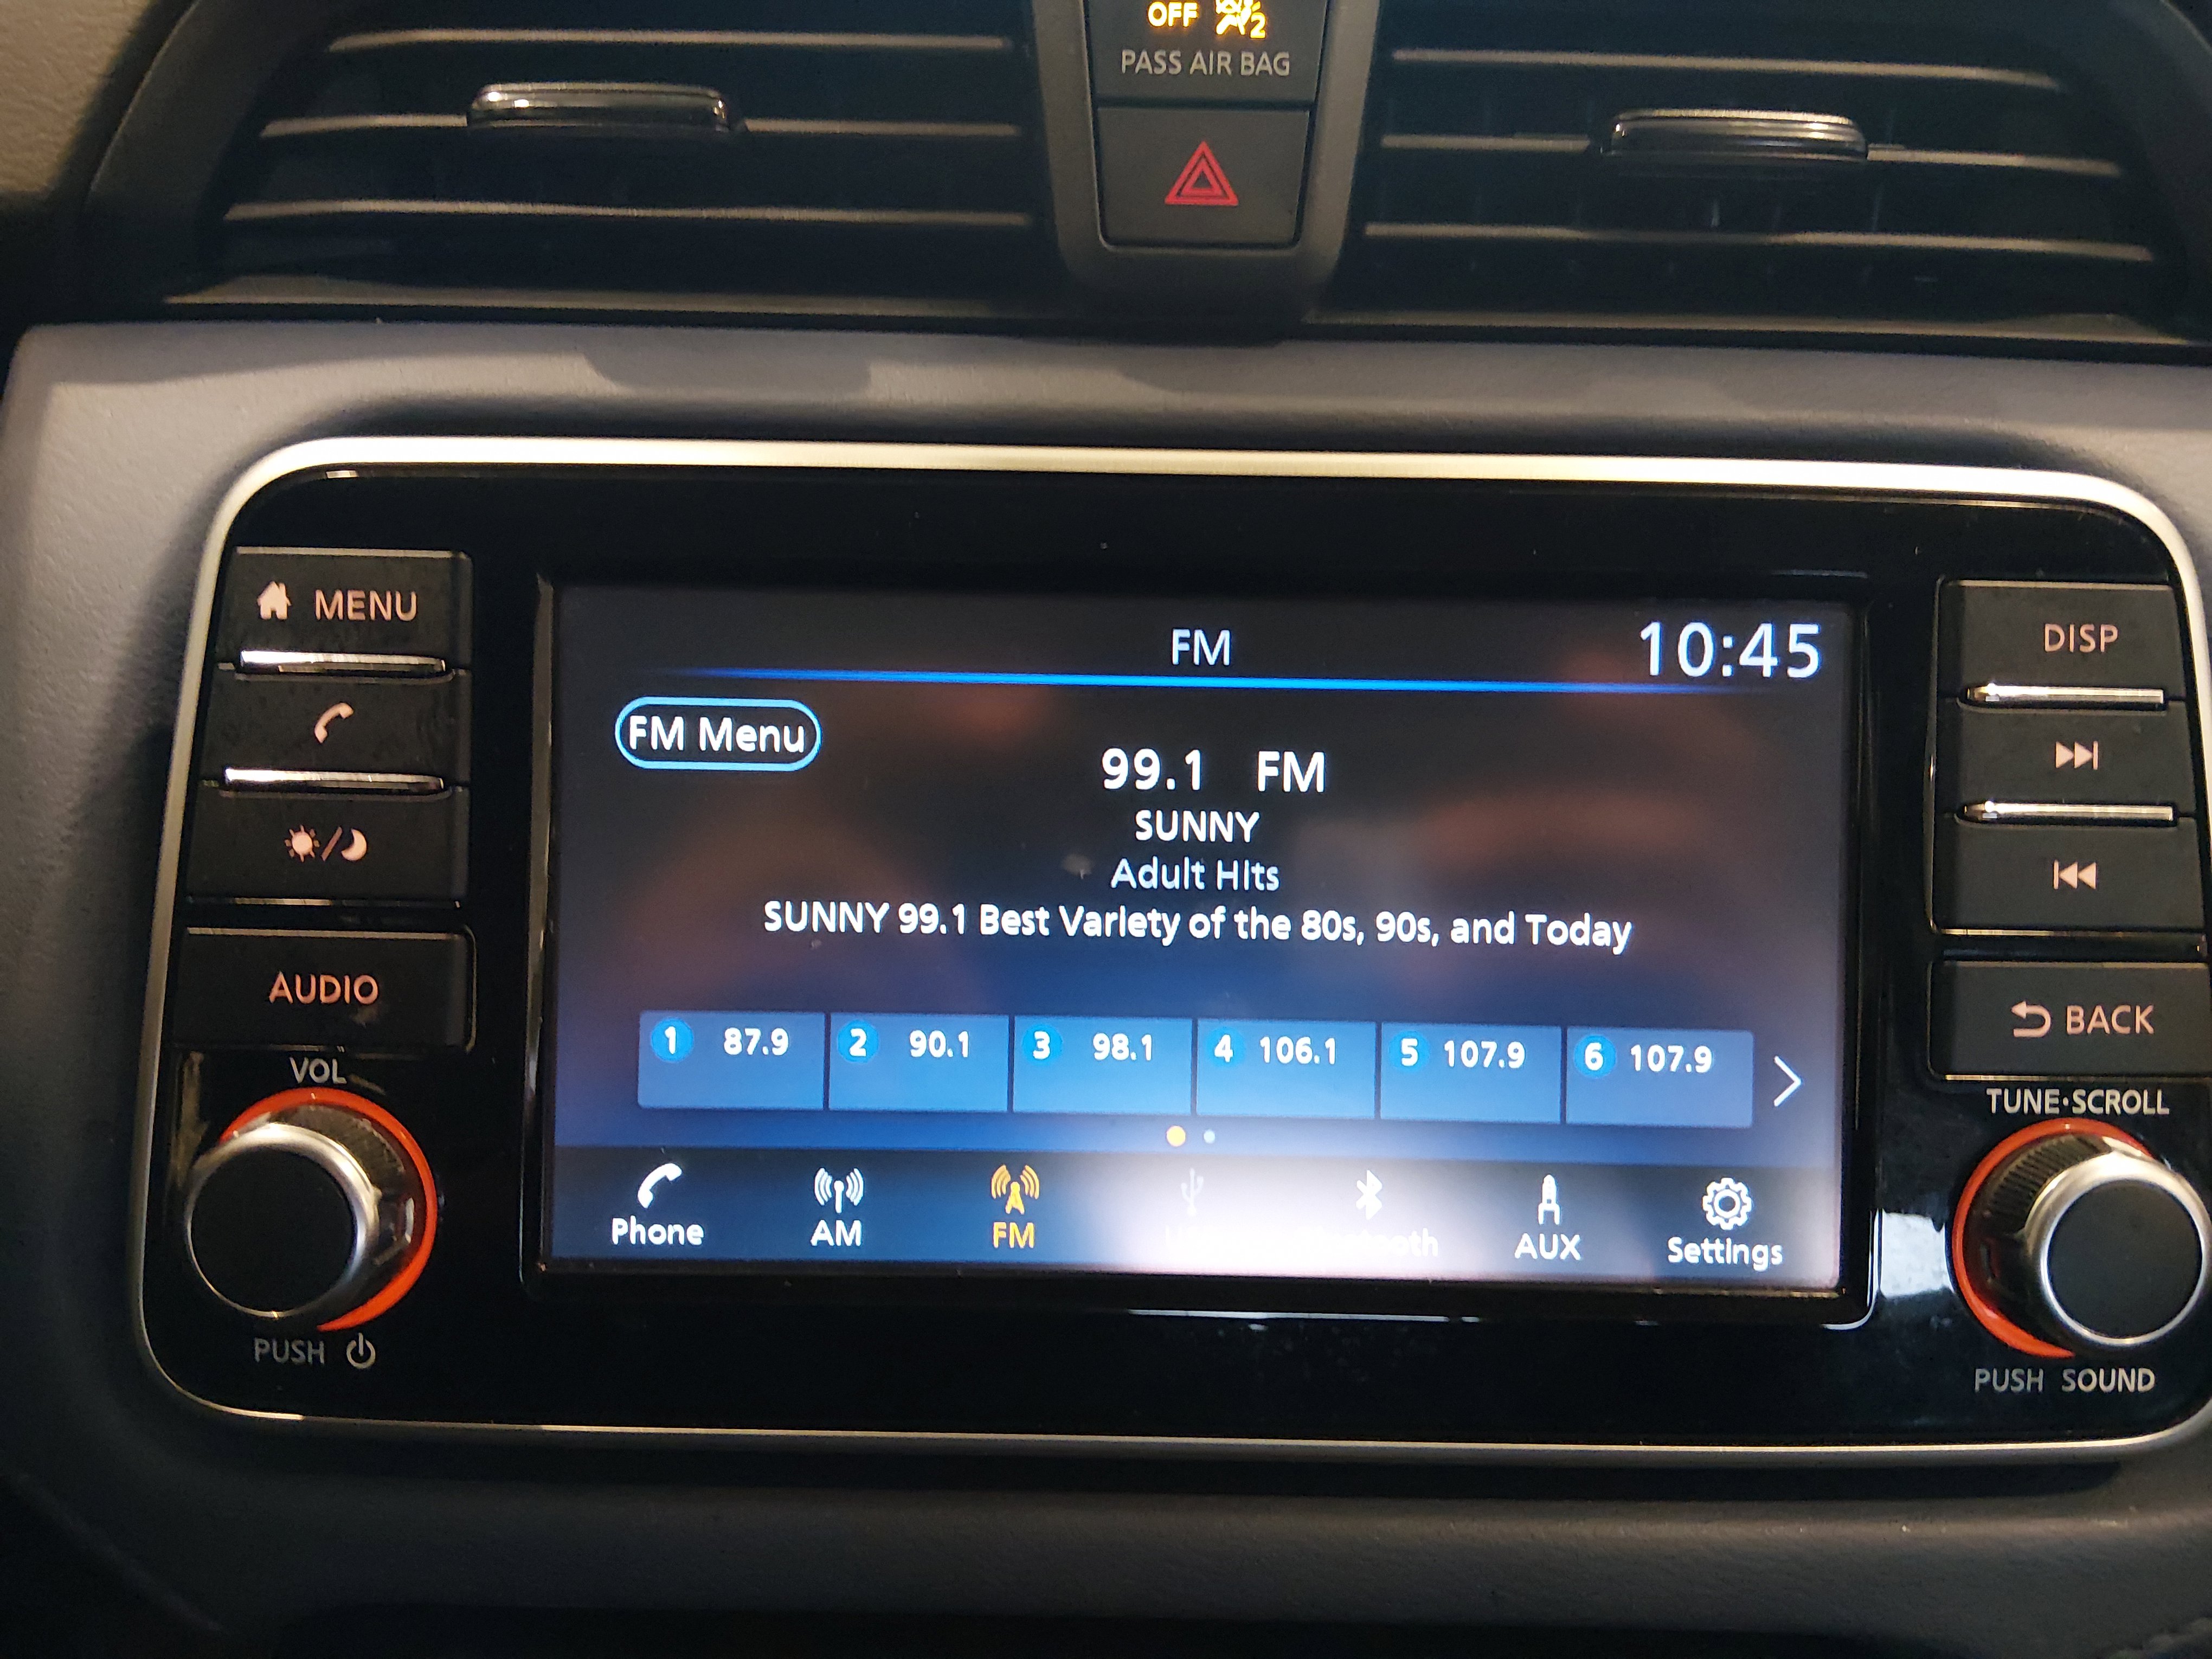 OFF 2
PASS AIR BAG
MENU
DISP
AUDIO
VOL
PUSH
BACK
TUNE·SCROLL
PUSH SOUND
FM
10:45
FM Menu
99.1 FM
SUNNY
Adult Hits
SUNNY 99.1 Best Variety of the 80s, 90s, and Today
1 87.9
2 90.1
3 98.1
4 106.1
5 107.9
6 107.9
Phone
AM
FM
AUX
Settings